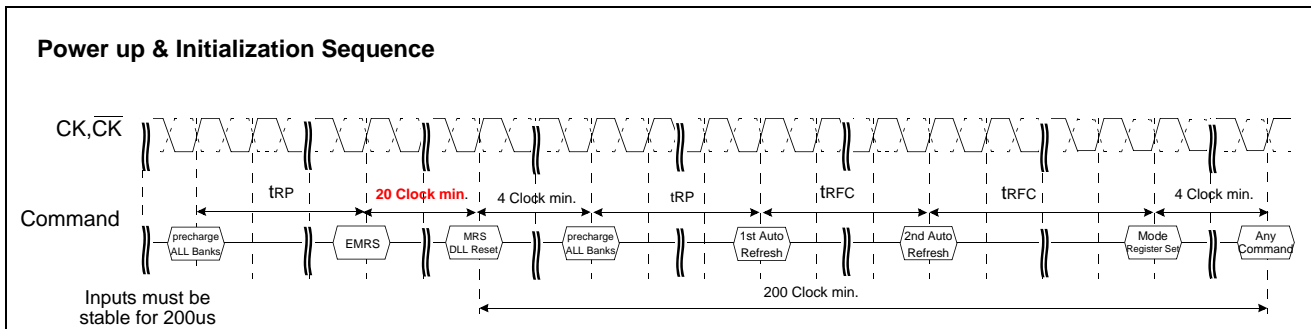 Power up & Initialization Sequence
CK,CK
tRP
20 Clock min.
4 Clock min.
tRP
tRFC
tRFC
4 Clock min.
Command
precharge
ALL Banks
EMRS
MRS
DLL Reset
precharge
ALL Banks
1st Auto
Refresh
2nd Auto
Refresh
Mode
Register Set
Any
Command
200 Clock min.
Inputs must be
stable for 200us